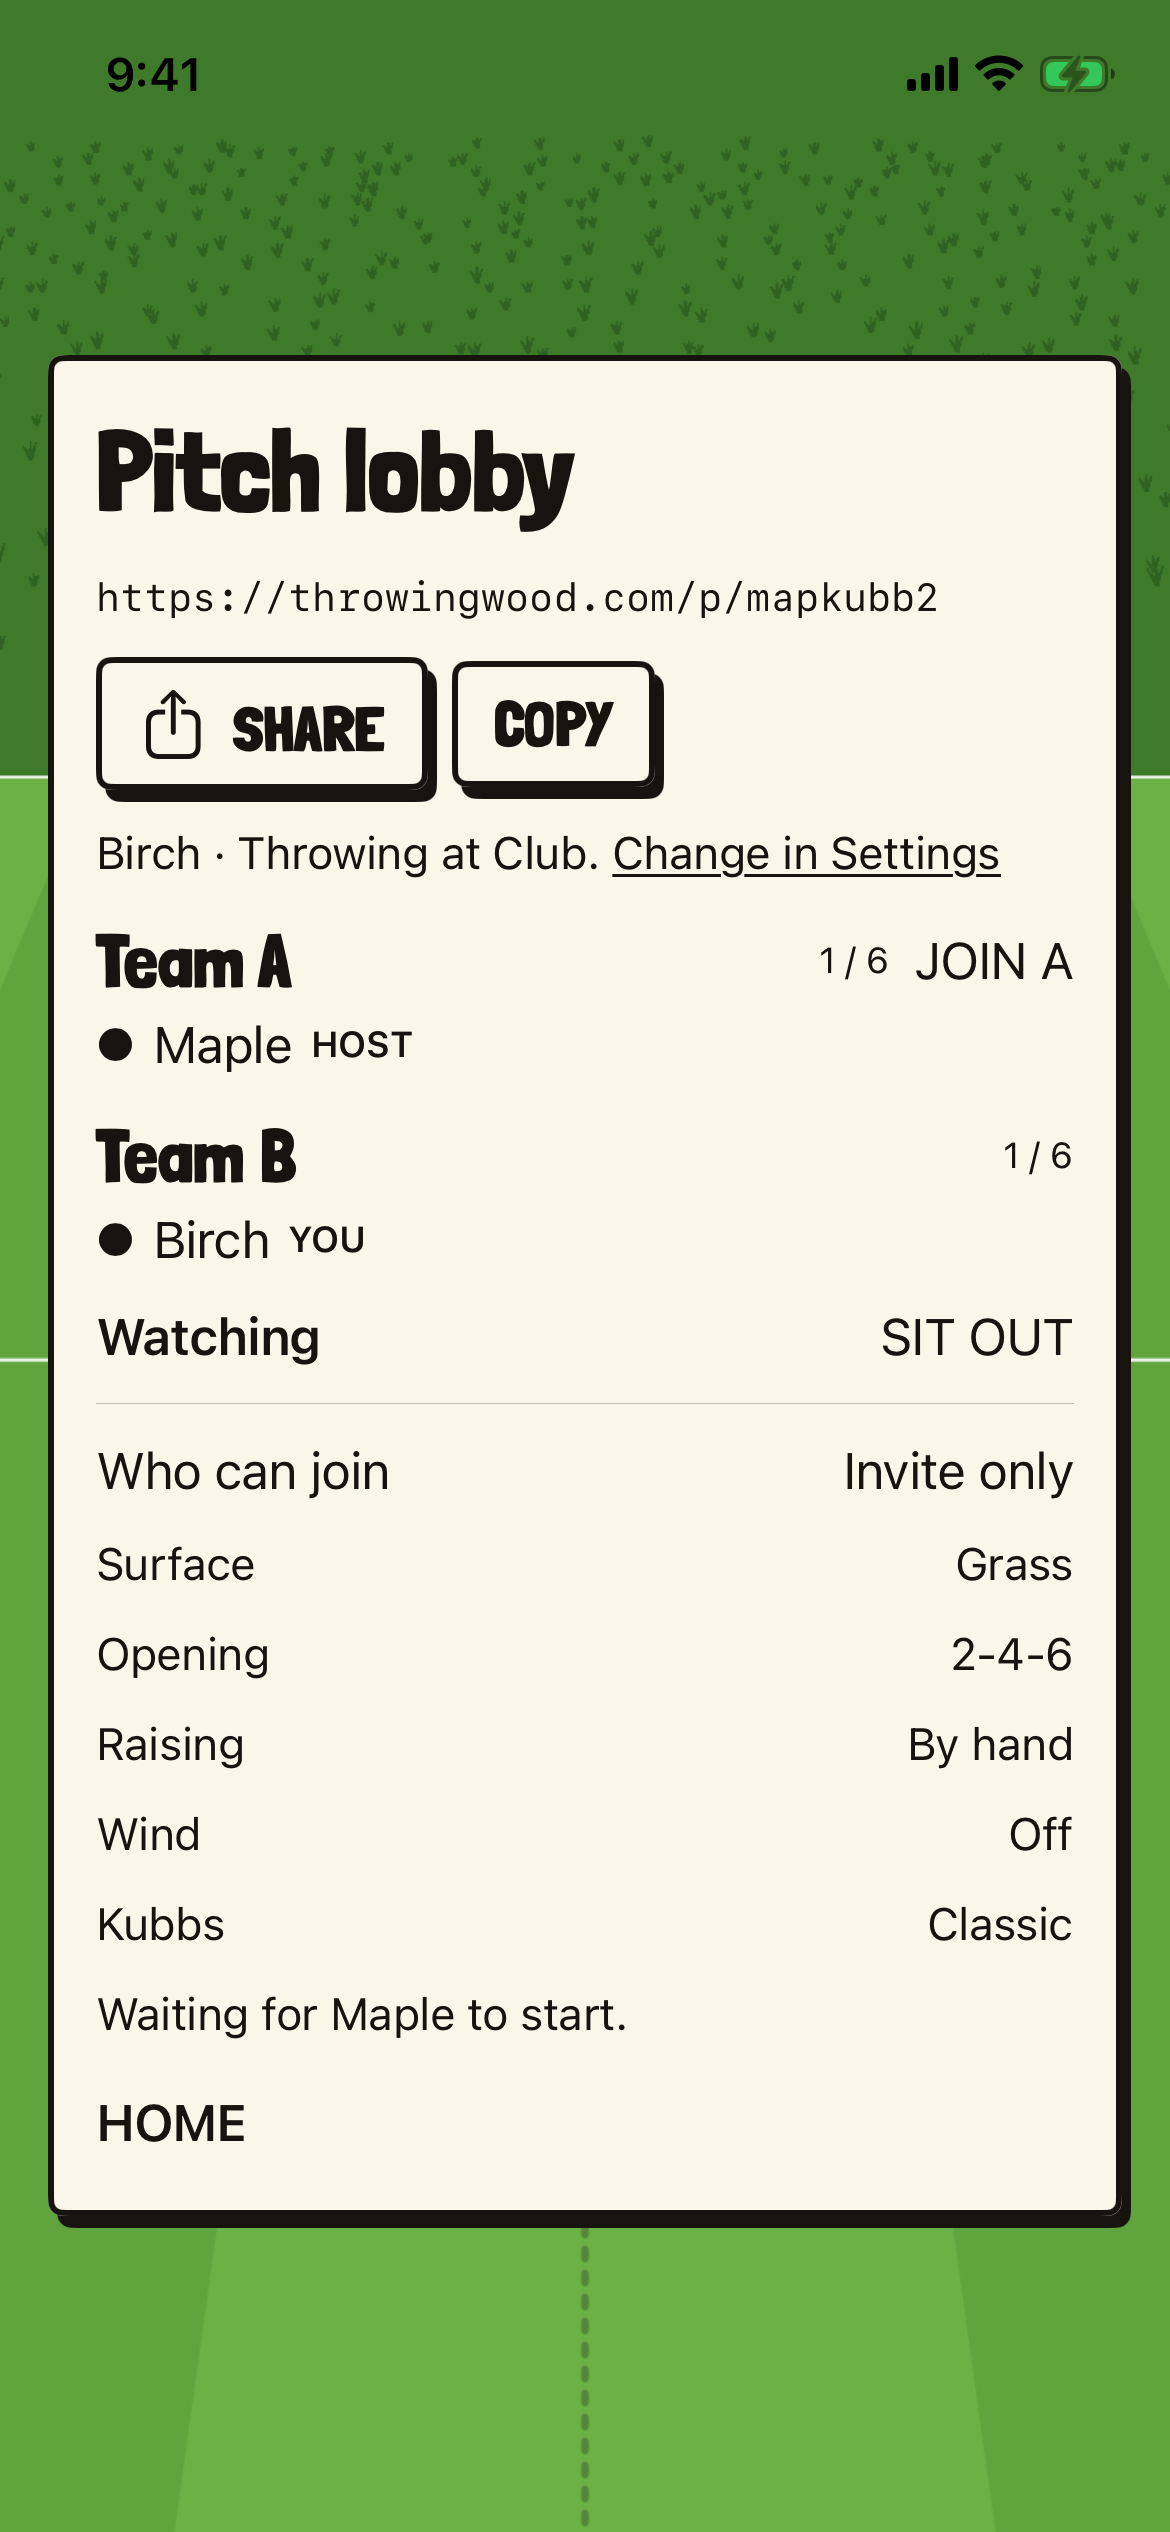 9:41
Pitch lobby
https://throwingwood.com/p/mapkubb2
SHARE COPY
Birch · Throwing at Club. Change in Settings
Team A 1 / 6 JOIN A
Maple HOST
Team B 1 / 6
Birch YOU
Watching SIT OUT
Who can join Invite only
Surface Grass
Opening 2-4-6
Raising By hand
Wind Off
Kubbs Classic
Waiting for Maple to start.
HOME